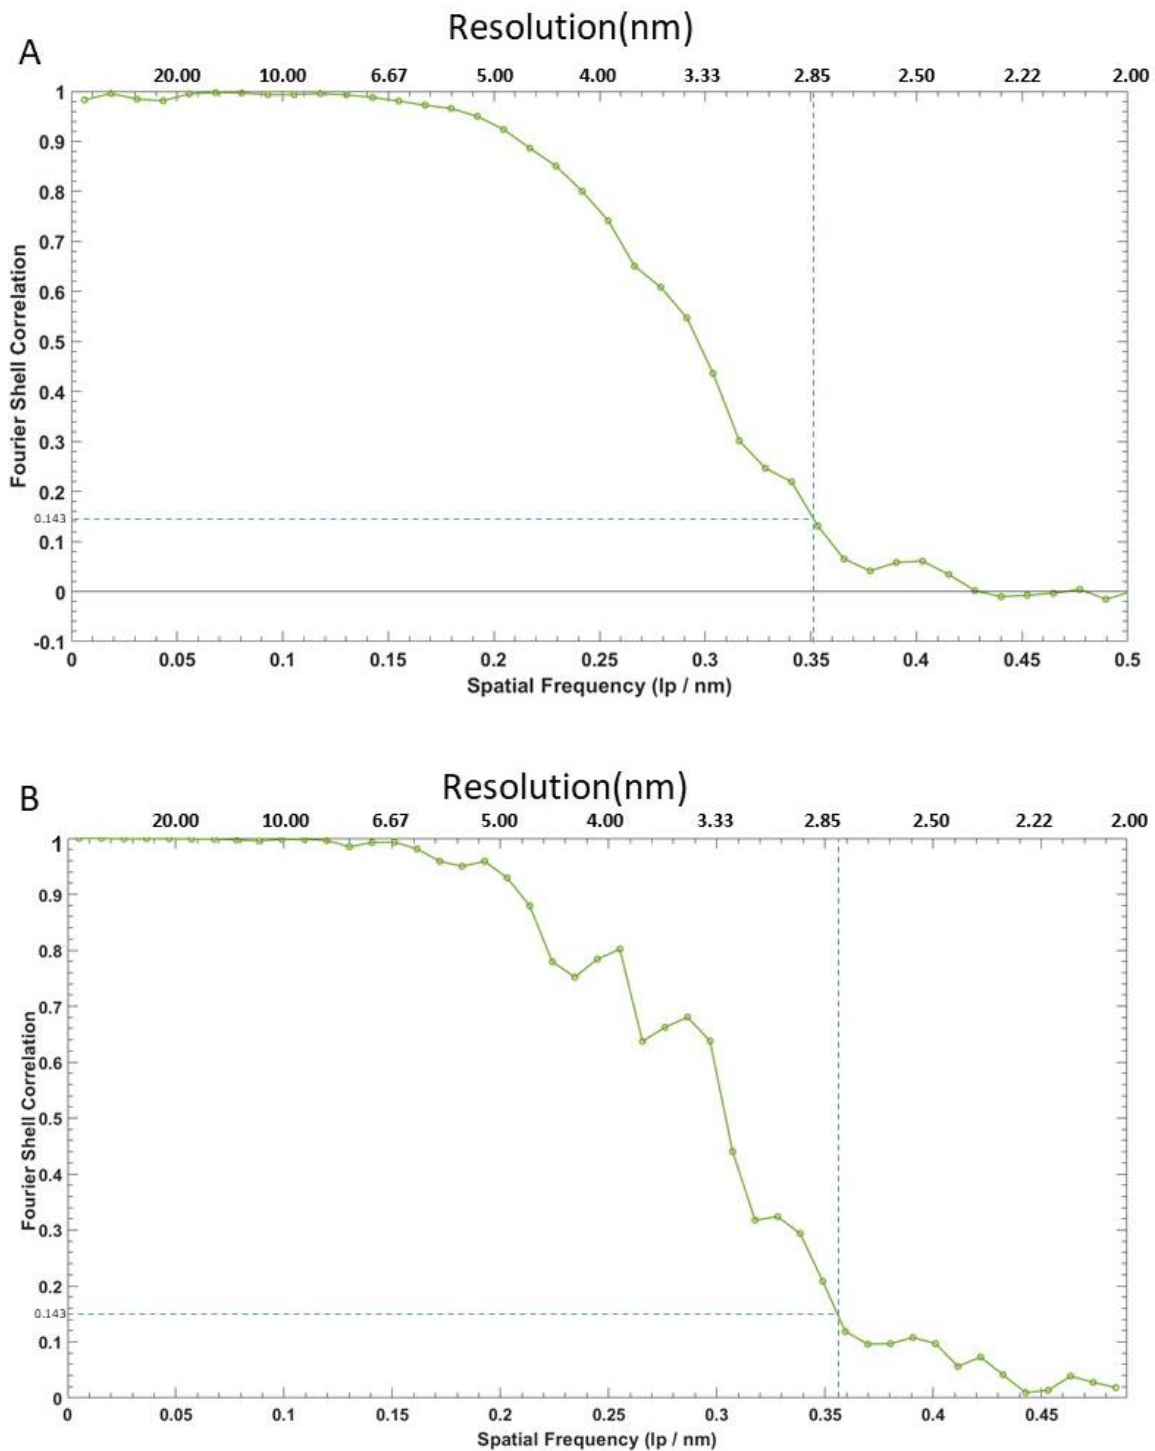 Resolution(nm)
A
20.00 10.00 6.67 5.00 4.00 3.33 2.85 2.50 2.22 2.00
1
0.9
0.8
0.7
0.6
0.5
0.4
0.3
0.2
0.143
0.1
0
-0.1
Fourier Shell Correlation
0 0.05 0.1 0.15 0.2 0.25 0.3 0.35 0.4 0.45 0.5
Spatial Frequency (lp / nm)
Resolution(nm)
B
20.00 10.00 6.67 5.00 4.00 3.33 2.85 2.50 2.22 2.00
1
0.9
0.8
0.7
0.6
0.5
0.4
0.3
0.2
0.143
0.1
0
Fourier Shell Correlation
0 0.05 0.1 0.15 0.2 0.25 0.3 0.35 0.4 0.45
Spatial Frequency (lp / nm)